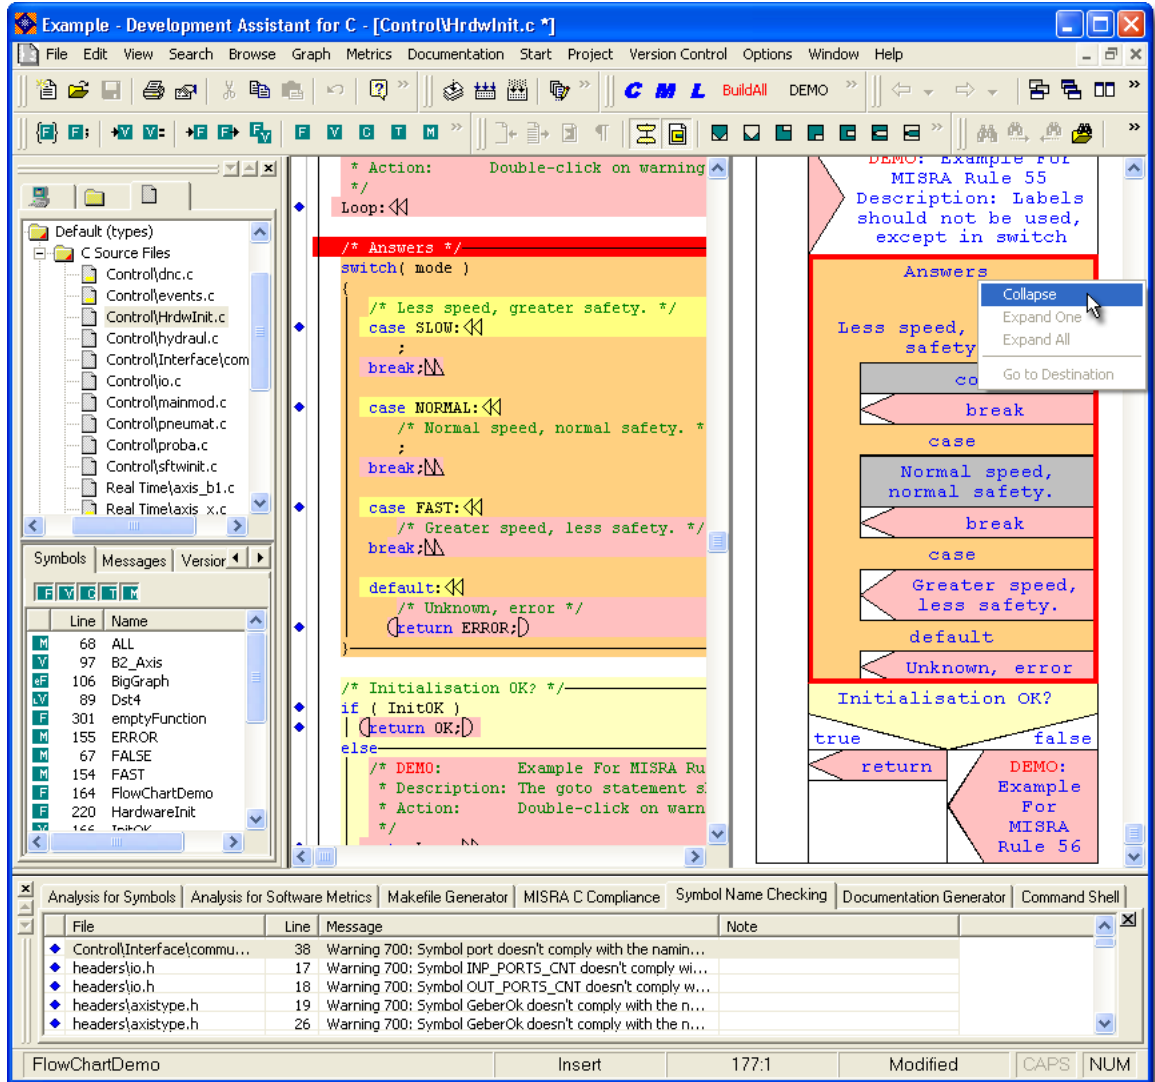 Example - Development Assistant for C - [Control\HrdwInit.c *]
File Edit View Search Browse Graph Metrics Documentation Start Project Version Control Options Window Help
C M L BuildAll DEMO
F V G T M
Default (types)
C Source Files
Control\dnc.c
Control\events.c
Control\HrdwInit.c
Control\hydraul.c
Control\Interface\com
Control\io.c
Control\mainmod.c
Control\pneumat.c
Control\proba.c
Control\sftwinit.c
Real Time\axis_b1.c
Real Time\axis_x.c
Symbols Messages Version
F V G T M
Line Name
M 68 ALL
V 97 B2_Axis
eF 106 BigGraph
89 Dst4
F 301 emptyFunction
M 155 ERROR
M 67 FALSE
M 154 FAST
F 164 FlowChartDemo
F 220 HardwareInit
V 166 InitOK
* Action: Double-click on warning
*/
Loop:
/* Answers */
switch( mode )
{
/* Less speed, greater safety. */
case SLOW:
;
break;
case NORMAL:
/* Normal speed, normal safety. *
;
break;
case FAST:
/* Greater speed, less safety. */
break;
default:
/* Unknown, error */
return ERROR;
}
/* Initialisation OK? */
if ( InitOK )
return OK;
else
/* DEMO: Example For MISRA Ru
* Description: The goto statement s
* Action: Double-click on warn
*/
DEMO: Example For
MISRA Rule 55
Description: Labels
should not be used,
except in switch
Answers
Less speed,
safety
co
break
case
Normal speed,
normal safety.
break
case
Greater speed,
less safety.
default
Unknown, error
Initialisation OK?
true false
return
DEMO:
Example
For
MISRA
Rule 56
Collapse
Expand One
Expand All
Go to Destination
Analysis for Symbols Analysis for Software Metrics Makefile Generator MISRA C Compliance Symbol Name Checking Documentation Generator Command Shell
File Line Message Note
Control\Interface\commu... 38 Warning 700: Symbol port doesn't comply with the namin...
headers\io.h 17 Warning 700: Symbol INP_PORTS_CNT doesn't comply wi...
headers\io.h 18 Warning 700: Symbol OUT_PORTS_CNT doesn't comply w...
headers\axistype.h 19 Warning 700: Symbol GeberOk doesn't comply with the n...
headers\axistype.h 26 Warning 700: Symbol GeberOk doesn't comply with the n...
FlowChartDemo Insert 177:1 Modified CAPS NUM